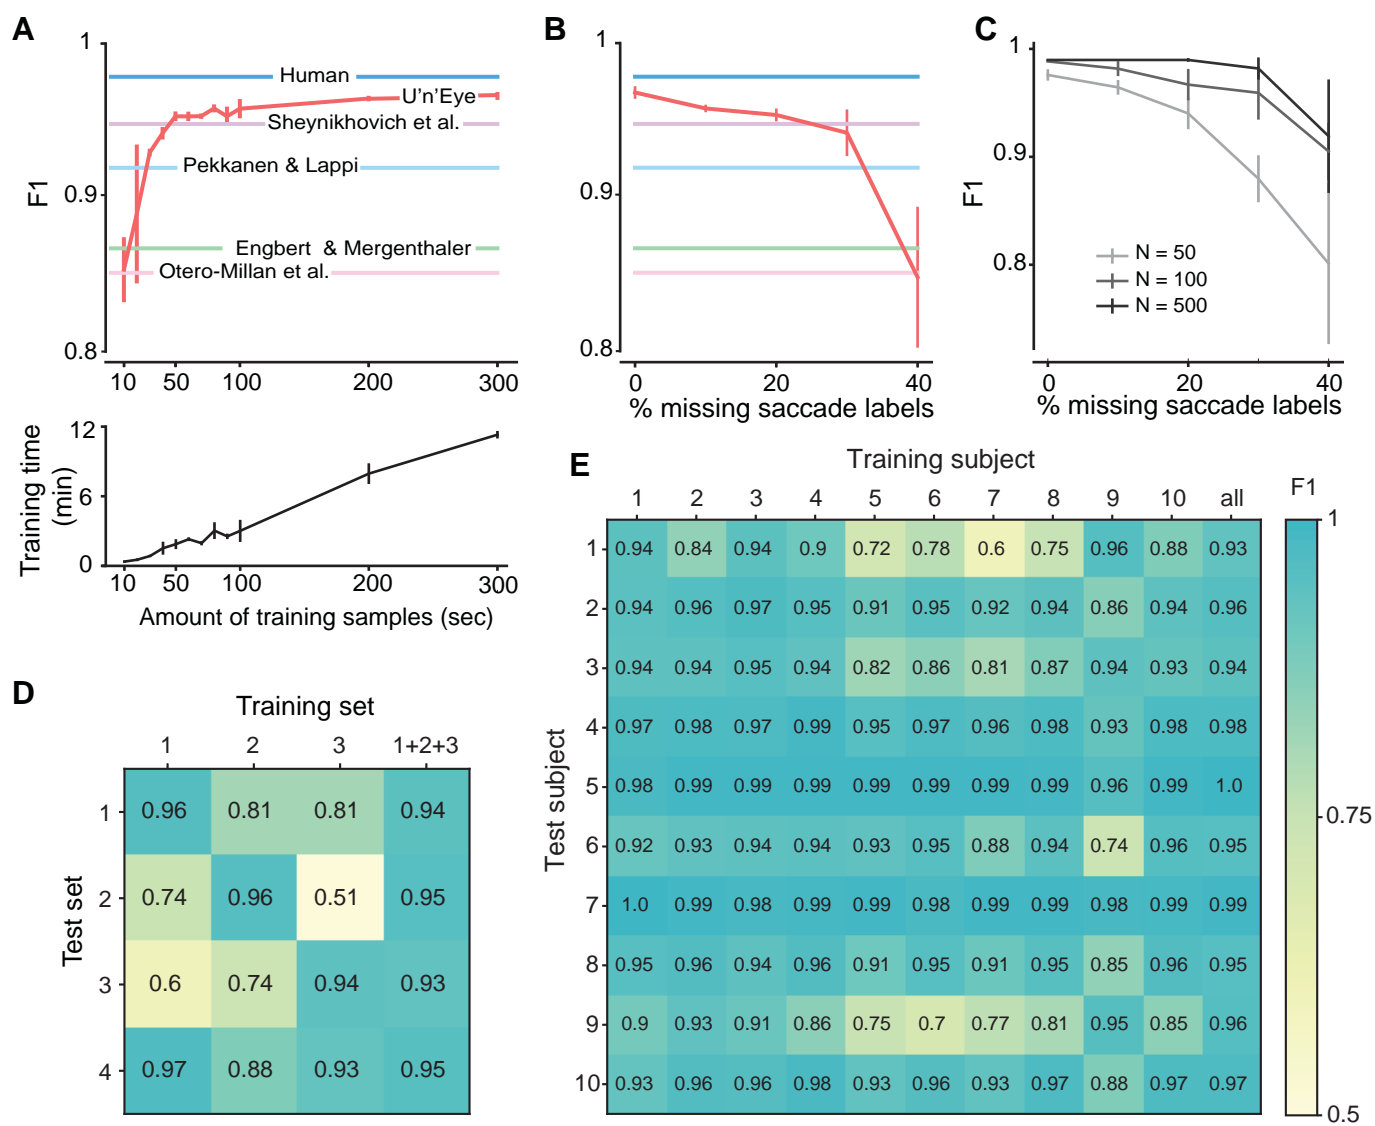 A
1
0.9
0.8
F1
Human
U'n'Eye
Sheynikhovich et al.
Pekkanen & Lappi
Engbert & Mergenthaler
Otero-Millan et al.
10 50 100 200 300
12
6
0
Training time
(min)
10 50 100 200 300
Amount of training samples (sec)
B
1
0.9
0.8
0 20 40
% missing saccade labels
C
1
0.9
0.8
F1
N = 50
N = 100
N = 500
0 20 40
% missing saccade labels
D
Training set
1 2 3 1+2+3
Test set
1 0.96 0.81 0.81 0.94
2 0.74 0.96 0.51 0.95
3 0.6 0.74 0.94 0.93
4 0.97 0.88 0.93 0.95
E
Training subject
1 2 3 4 5 6 7 8 9 10 all
Test subject
1 0.94 0.84 0.94 0.9 0.72 0.78 0.6 0.75 0.96 0.88 0.93
2 0.94 0.96 0.97 0.95 0.91 0.95 0.92 0.94 0.86 0.94 0.96
3 0.94 0.94 0.95 0.94 0.82 0.86 0.81 0.87 0.94 0.93 0.94
4 0.97 0.98 0.97 0.99 0.95 0.97 0.96 0.98 0.93 0.98 0.98
5 0.98 0.99 0.99 0.99 0.99 0.99 0.99 0.99 0.96 0.99 1.0
6 0.92 0.93 0.94 0.94 0.93 0.95 0.88 0.94 0.74 0.96 0.95
7 1.0 0.99 0.98 0.99 0.99 0.98 0.99 0.99 0.98 0.99 0.99
8 0.95 0.96 0.94 0.96 0.91 0.95 0.91 0.95 0.85 0.96 0.95
9 0.9 0.93 0.91 0.86 0.75 0.7 0.77 0.81 0.95 0.85 0.96
10 0.93 0.96 0.96 0.98 0.93 0.96 0.93 0.97 0.88 0.97 0.97
F1
1
0.75
0.5